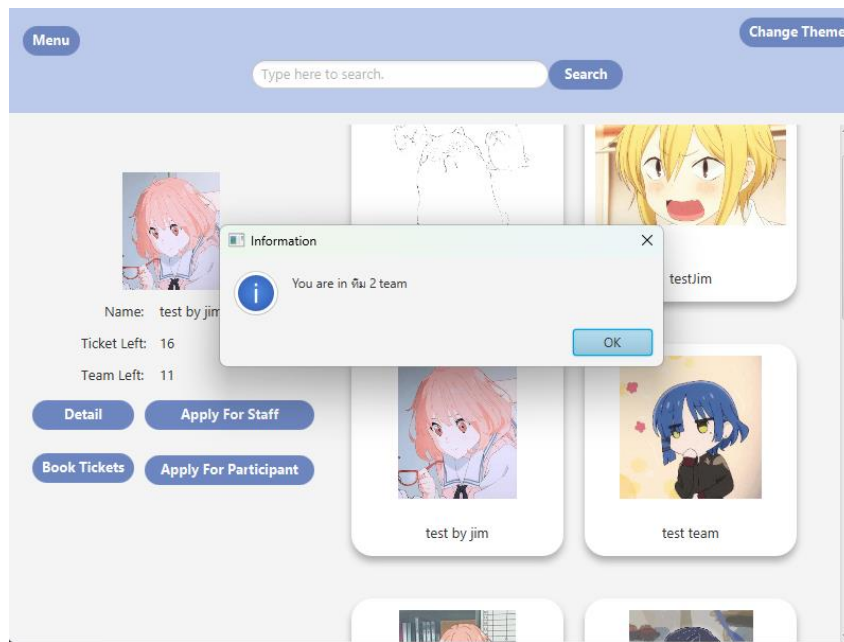 Menu
Change Theme
Type here to search.
Search
Information
You are in ทีม 2 team
OK
testJim
Name: test by jim
Ticket Left: 16
Team Left: 11
Detail
Apply For Staff
Book Tickets
Apply For Participant
test by jim
test team